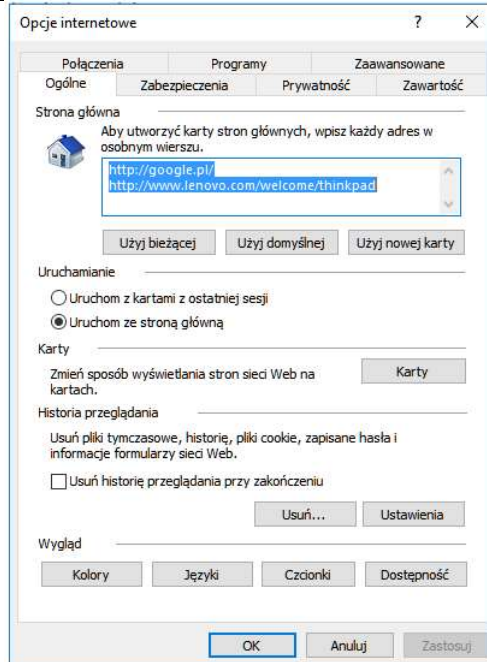 Opcje internetowe
Połączenia Programy Zaawansowane
Ogólne Zabezpieczenia Prywatność Zawartość
Strona główna
Aby utworzyć karty stron głównych, wpisz każdy adres w
osobnym wierszu.
http://google.pl/
http://www.lenovo.com/welcome/thinkpad
Użyj bieżącej Użyj domyślnej Użyj nowej karty
Uruchamianie
Uruchom z kartami z ostatniej sesji
Uruchom ze stroną główną
Karty
Zmień sposób wyświetlania stron sieci Web na
kartach.
Karty
Historia przeglądania
Usuń pliki tymczasowe, historię, pliki cookie, zapisane hasła i
informacje formularzy sieci Web.
Usuń historię przeglądania przy zakończeniu
Usuń... Ustawienia
Wygląd
Kolory Języki Czcionki Dostępność
OK Anuluj Zastosuj